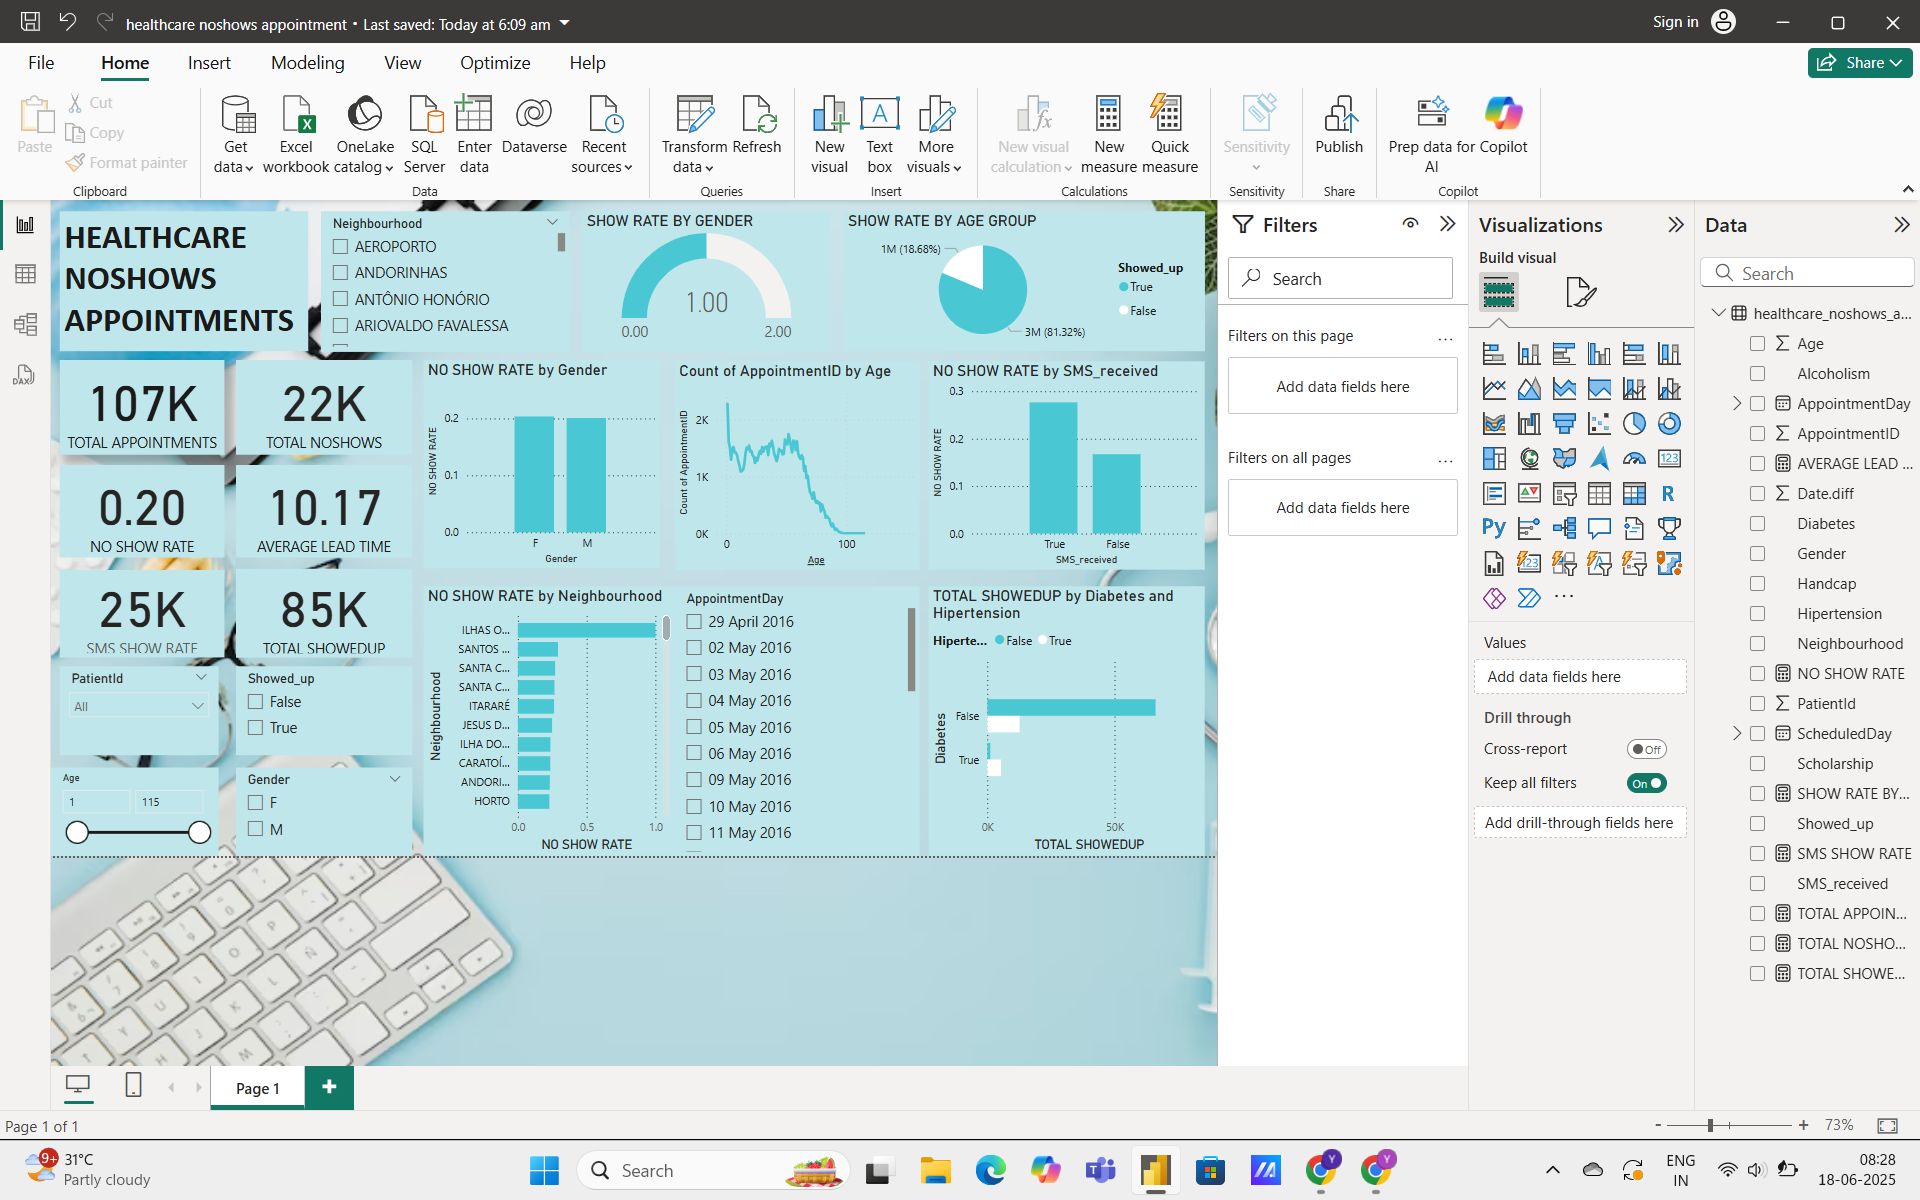 healthcare noshows appointment • Last saved: Today at 6:09 am
Sign in
File
Home
Insert
Modeling
View
Optimize
Help
Share
Paste
Cut
Copy
Format painter
Clipboard
Get data
Excel workbook
OneLake catalog
SQL Server
Enter data
Dataverse
Recent sources
Data
Transform data
Refresh
Queries
New visual
Text box
More visuals
Insert
New visual calculation
New measure
Quick measure
Calculations
Sensitivity
Sensitivity
Publish
Share
Prep data for AI
Copilot
Copilot
HEALTHCARE
NOSHOWS
APPOINTMENTS
Neighbourhood
AEROPORTO
ANDORINHAS
ANTÔNIO HONÓRIO
ARIOVALDO FAVALESSA
SHOW RATE BY GENDER
1.00
0.00
2.00
SHOW RATE BY AGE GROUP
1M (18.68%)
3M (81.32%)
Showed_up
True
False
107K
TOTAL APPOINTMENTS
22K
TOTAL NOSHOWS
0.20
NO SHOW RATE
10.17
AVERAGE LEAD TIME
25K
SMS SHOW RATE
85K
TOTAL SHOWEDUP
PatientId
All
Showed_up
False
True
Age
1
115
Gender
F
M
NO SHOW RATE by Gender
NO SHOW RATE
0.2
0.1
0.0
F
M
Gender
Count of AppointmentID by Age
Count of AppointmentID
2K
1K
0K
0
100
Age
NO SHOW RATE by SMS_received
NO SHOW RATE
0.3
0.2
0.1
0.0
True
False
SMS_received
NO SHOW RATE by Neighbourhood
Neighbourhood
ILHAS O...
SANTOS ...
SANTA C...
SANTA C...
ITARARÉ
JESUS D...
ILHA DO...
CARATOÍ...
ANDORI...
HORTO
0.0
0.5
1.0
NO SHOW RATE
AppointmentDay
29 April 2016
02 May 2016
03 May 2016
04 May 2016
05 May 2016
06 May 2016
09 May 2016
10 May 2016
11 May 2016
TOTAL SHOWEDUP by Diabetes and
Hipertension
Hiperte...
False
True
Diabetes
False
True
0K
50K
TOTAL SHOWEDUP
Filters
Search
Filters on this page
...
Add data fields here
Filters on all pages
...
Add data fields here
Visualizations
Build visual
123
R
Py
123
...
Values
Add data fields here
Drill through
Cross-report
Off
Keep all filters
On
Add drill-through fields here
Data
Search
healthcare_noshows_a...
Age
Alcoholism
AppointmentDay
AppointmentID
AVERAGE LEAD ...
Date.diff
Diabetes
Gender
Handcap
Hipertension
Neighbourhood
NO SHOW RATE
PatientId
ScheduledDay
Scholarship
SHOW RATE BY...
Showed_up
SMS SHOW RATE
SMS_received
TOTAL APPOIN...
TOTAL NOSHO...
TOTAL SHOWE...
Page 1
Page 1 of 1
- + 73%
9+
31°C
Partly cloudy
Search
Y
Y
ENG
IN
08:28
18-06-2025